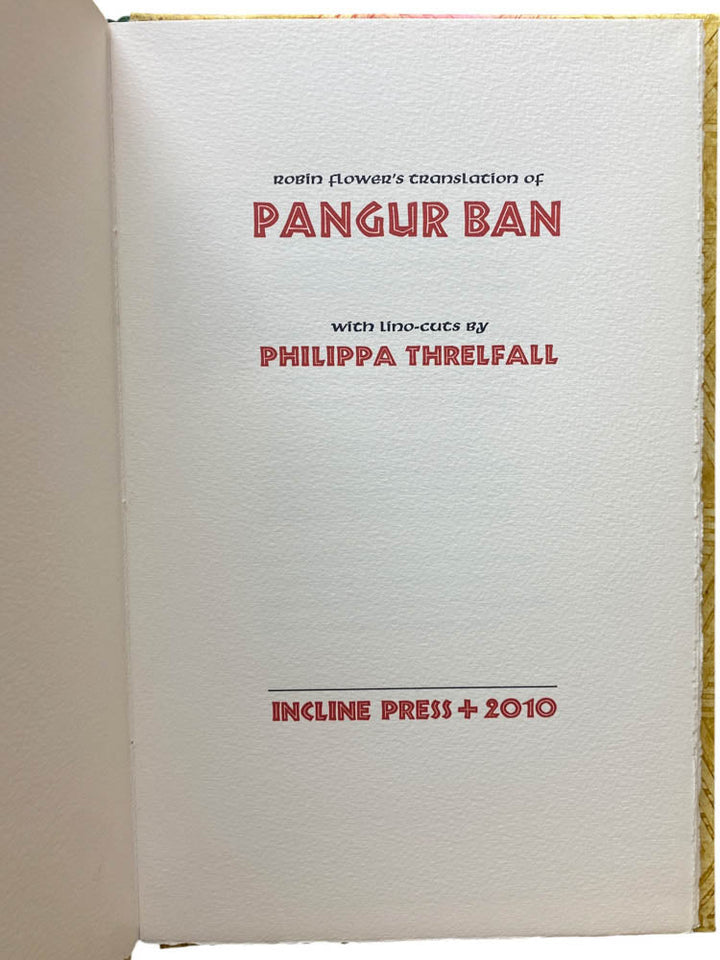 Robin Flower's translation of
PANGUR BAN
with lino-cuts by
PHILIPPA THRELFALL
INCLINE PRESS + 2010